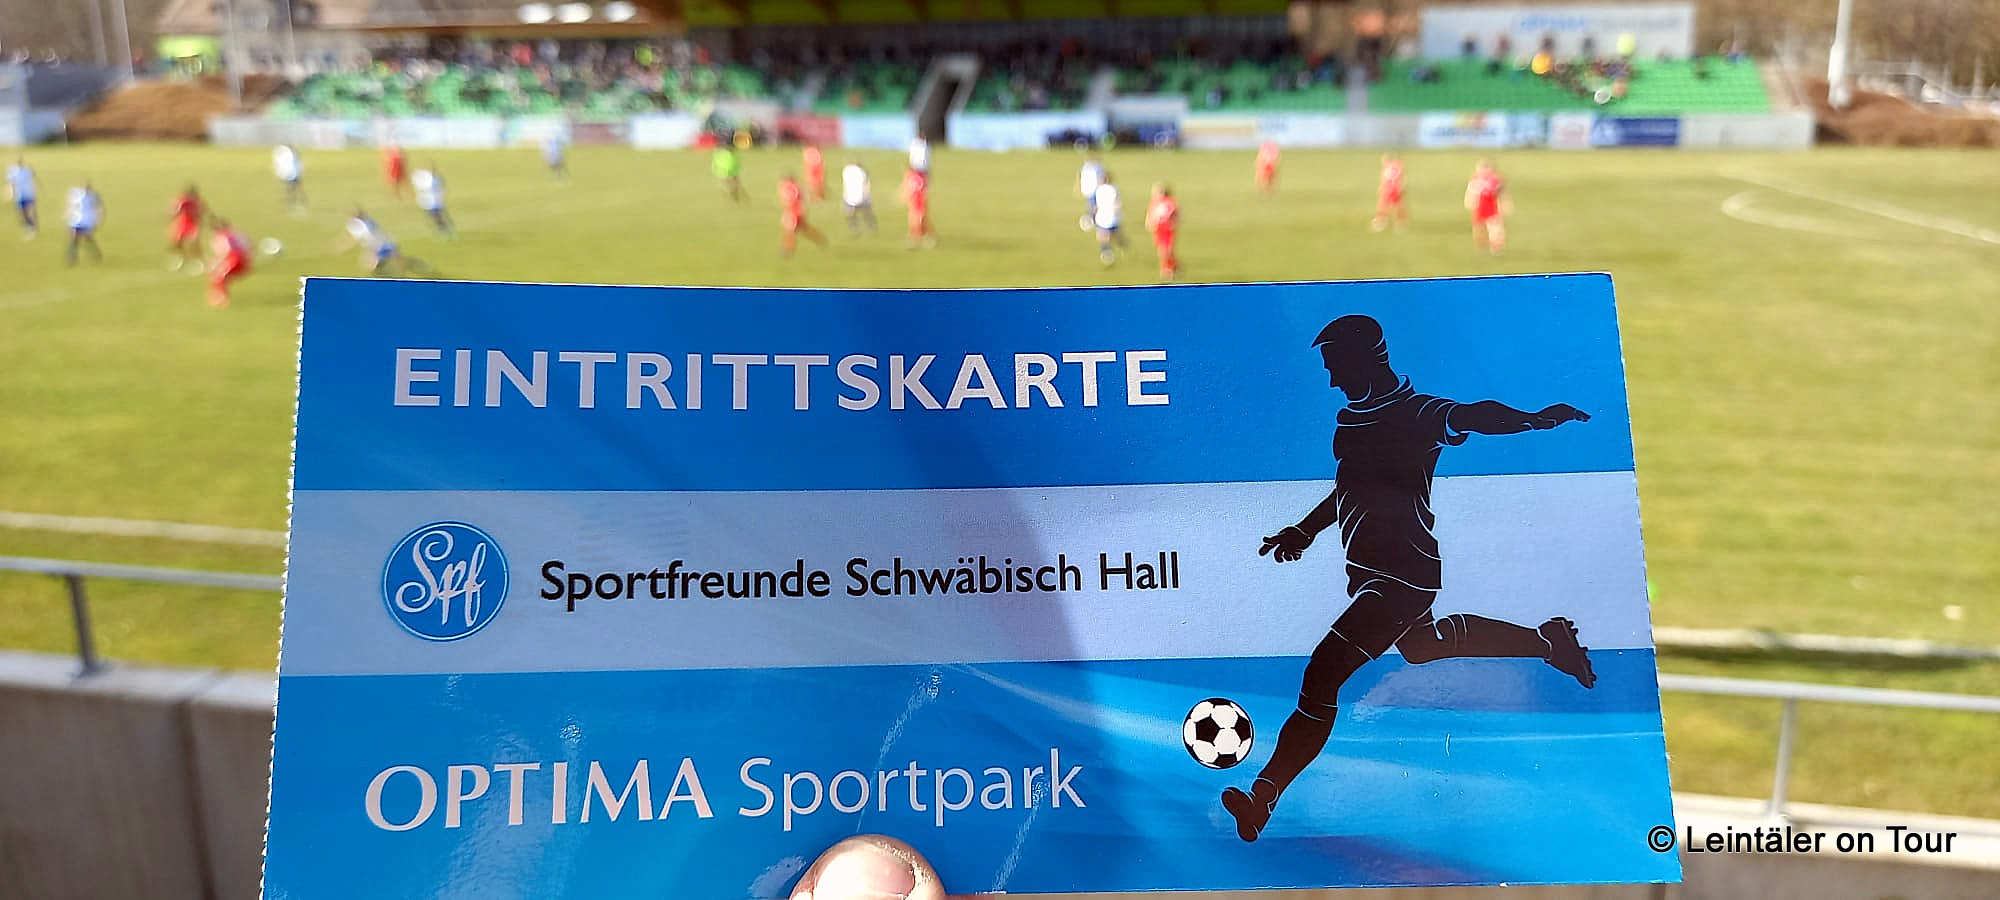 EINTRITTSKARTE
Spf
Sportfreunde Schwäbisch Hall
OPTIMA Sportpark
© Leintäler on Tour